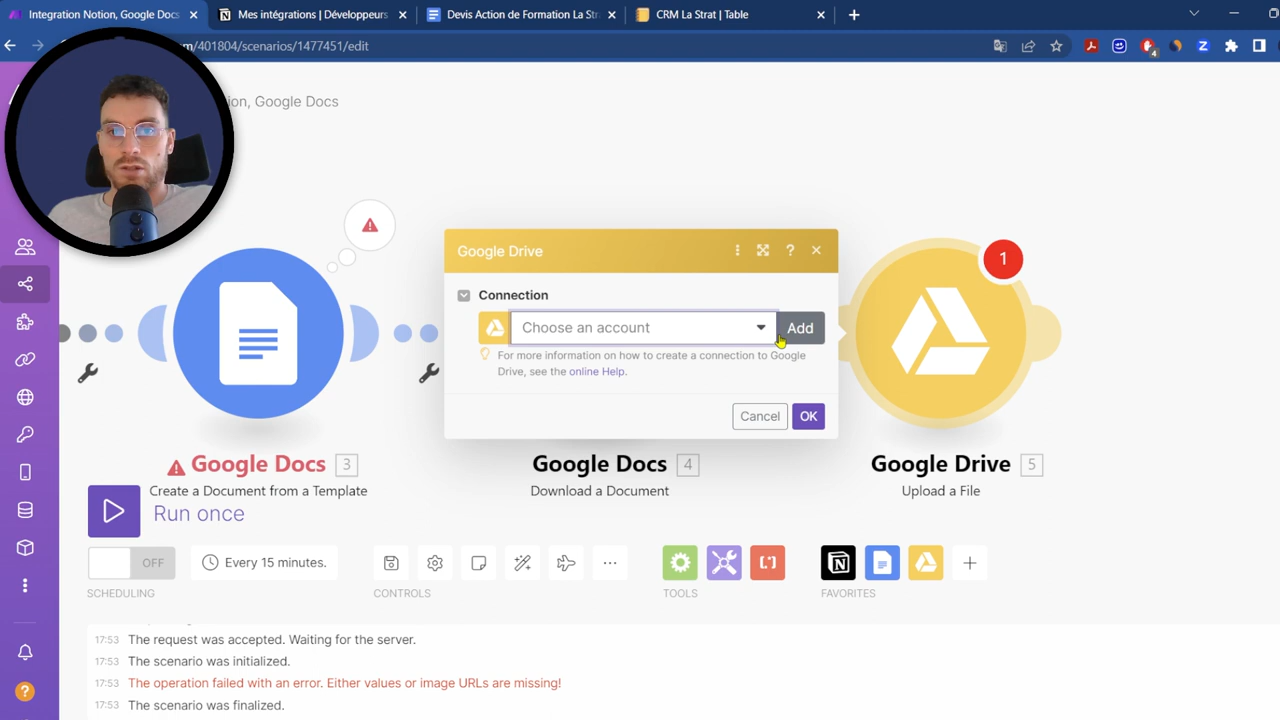 Integration Notion, Google Docs
Mes intégrations | Développeurs
Devis Action de Formation La Stra
CRM La Strat | Table
/401804/scenarios/1477451/edit
4
ion, Google Docs
1
Google Drive
Connection
Choose an account
Add
For more information on how to create a connection to Google
Drive, see the online Help.
Cancel
OK
Google Docs 3
Create a Document from a Template
Google Docs 4
Download a Document
Google Drive 5
Upload a File
Run once
OFF
Every 15 minutes.
SCHEDULING
CONTROLS
TOOLS
FAVORITES
17:53 The request was accepted. Waiting for the server.
17:53 The scenario was initialized.
17:53 The operation failed with an error. Either values or image URLs are missing!
17:53 The scenario was finalized.